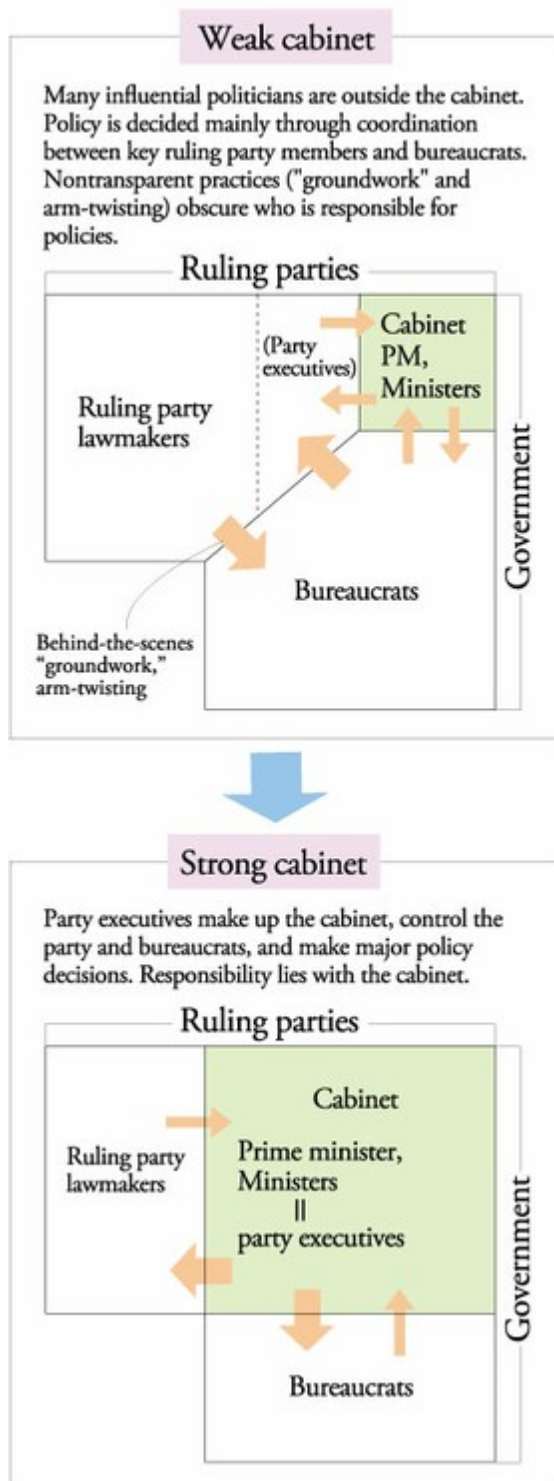 Weak cabinet
Many influential politicians are outside the cabinet.
Policy is decided mainly through coordination
between key ruling party members and bureaucrats.
Nontransparent practices ("groundwork" and
arm-twisting) obscure who is responsible for
policies.
Ruling parties
Cabinet
PM,
Ministers
(Party
executives)
Ruling party
lawmakers
Government
Bureaucrats
Behind-the-scenes
“groundwork,”
arm-twisting
Strong cabinet
Party executives make up the cabinet, control the
party and bureaucrats, and make major policy
decisions. Responsibility lies with the cabinet.
Ruling parties
Cabinet
Prime minister,
Ministers
||
party executives
Ruling party
lawmakers
Government
Bureaucrats